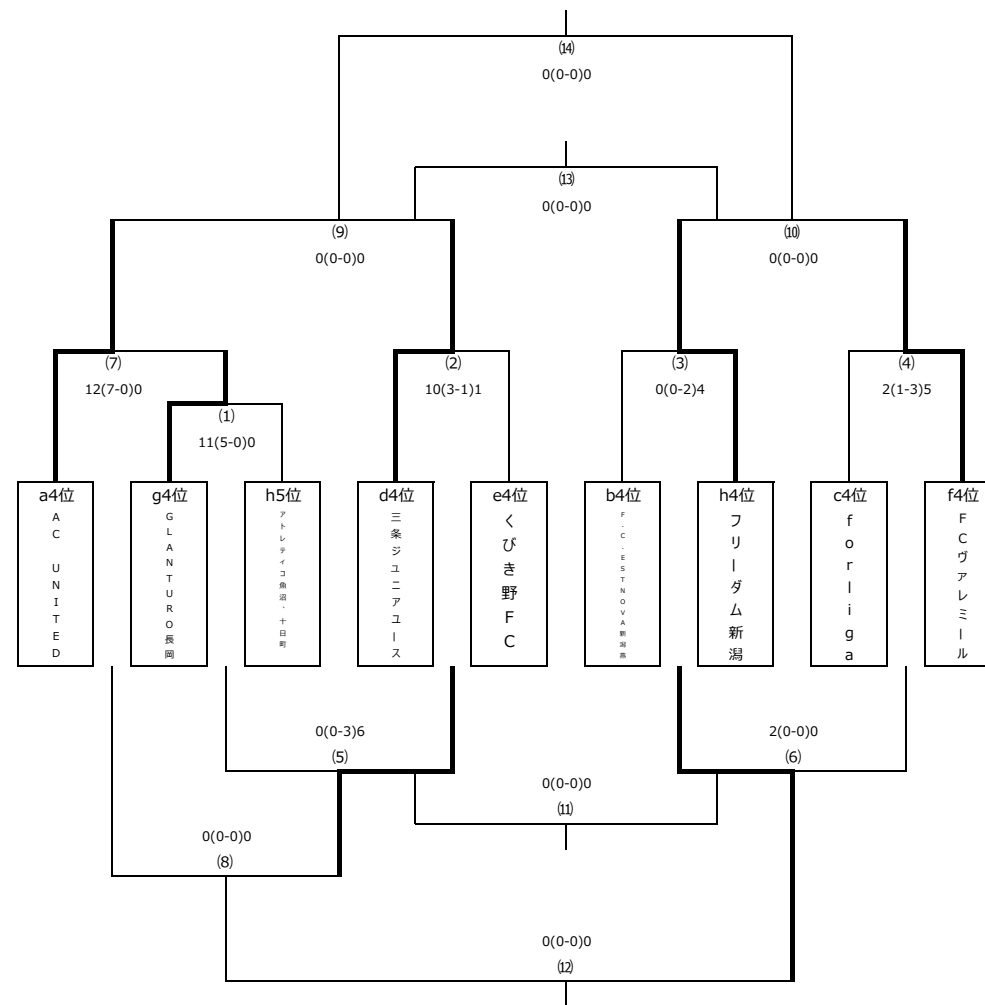 ⒁
0(0-0)0
⒀
0(0-0)0
⑼
0(0-0)0
⑽
0(0-0)0
⑺
12(7-0)0
⑵
10(3-1)1
⑶
0(0-2)4
⑷
2(1-3)5
⑴
11(5-0)0
a4位
AC UNITED
g4位
GLANTURO長岡
h5位
アトレティコ魚沼・十日町
d4位
三条ジュニアユース
e4位
くびき野FC
b4位
F.C.ESTNOVA新潟燕
h4位
フリーダム新潟
c4位
forliga
f4位
FCヴァレミール
0(0-3)6
⑸
2(0-0)0
⑹
0(0-0)0
⑾
0(0-0)0
⑻
0(0-0)0
⑿